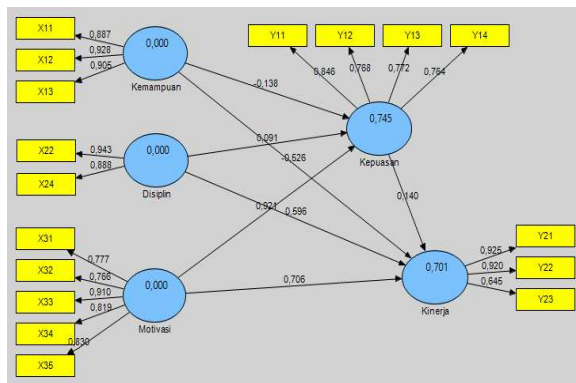 X11
X12
X13
0,887
0,928
0,905
0,000
Kemampuan
Y11
Y12
Y13
Y14
0,846
0,768
0,772
0,764
-0,138
0,745
Kepuasan
X22
X24
0,943
0,888
0,000
Disiplin
0,091
-0,526
0,921
0,596
0,140
X31
X32
X33
X34
X35
0,777
0,766
0,910
0,819
0,830
0,000
Motivasi
0,706
0,701
Kinerja
0,925
0,920
0,645
Y21
Y22
Y23